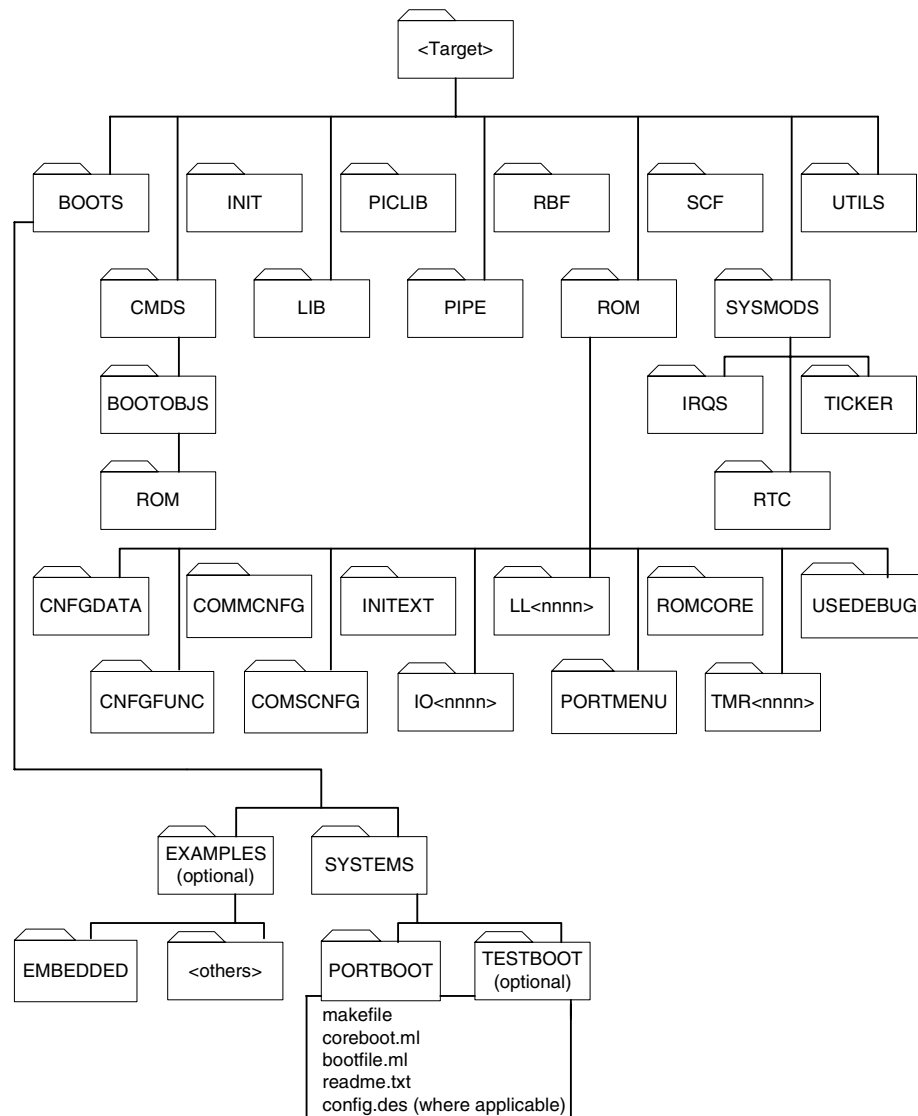 <Target>
BOOTS
INIT
PICLIB
RBF
SCF
UTILS
CMDS
LIB
PIPE
ROM
SYSMODS
BOOTOBJS
IRQS
TICKER
ROM
RTC
CNFGDATA
COMMCNFG
INITEXT
LL<nnnn>
ROMCORE
USEDEBUG
CNFGFUNC
COMSCNFG
IO<nnnn>
PORTMENU
TMR<nnnn>
EXAMPLES
(optional)
SYSTEMS
EMBEDDED
<others>
PORTBOOT
TESTBOOT
(optional)
makefile
coreboot.ml
bootfile.ml
readme.txt
config.des (where applicable)